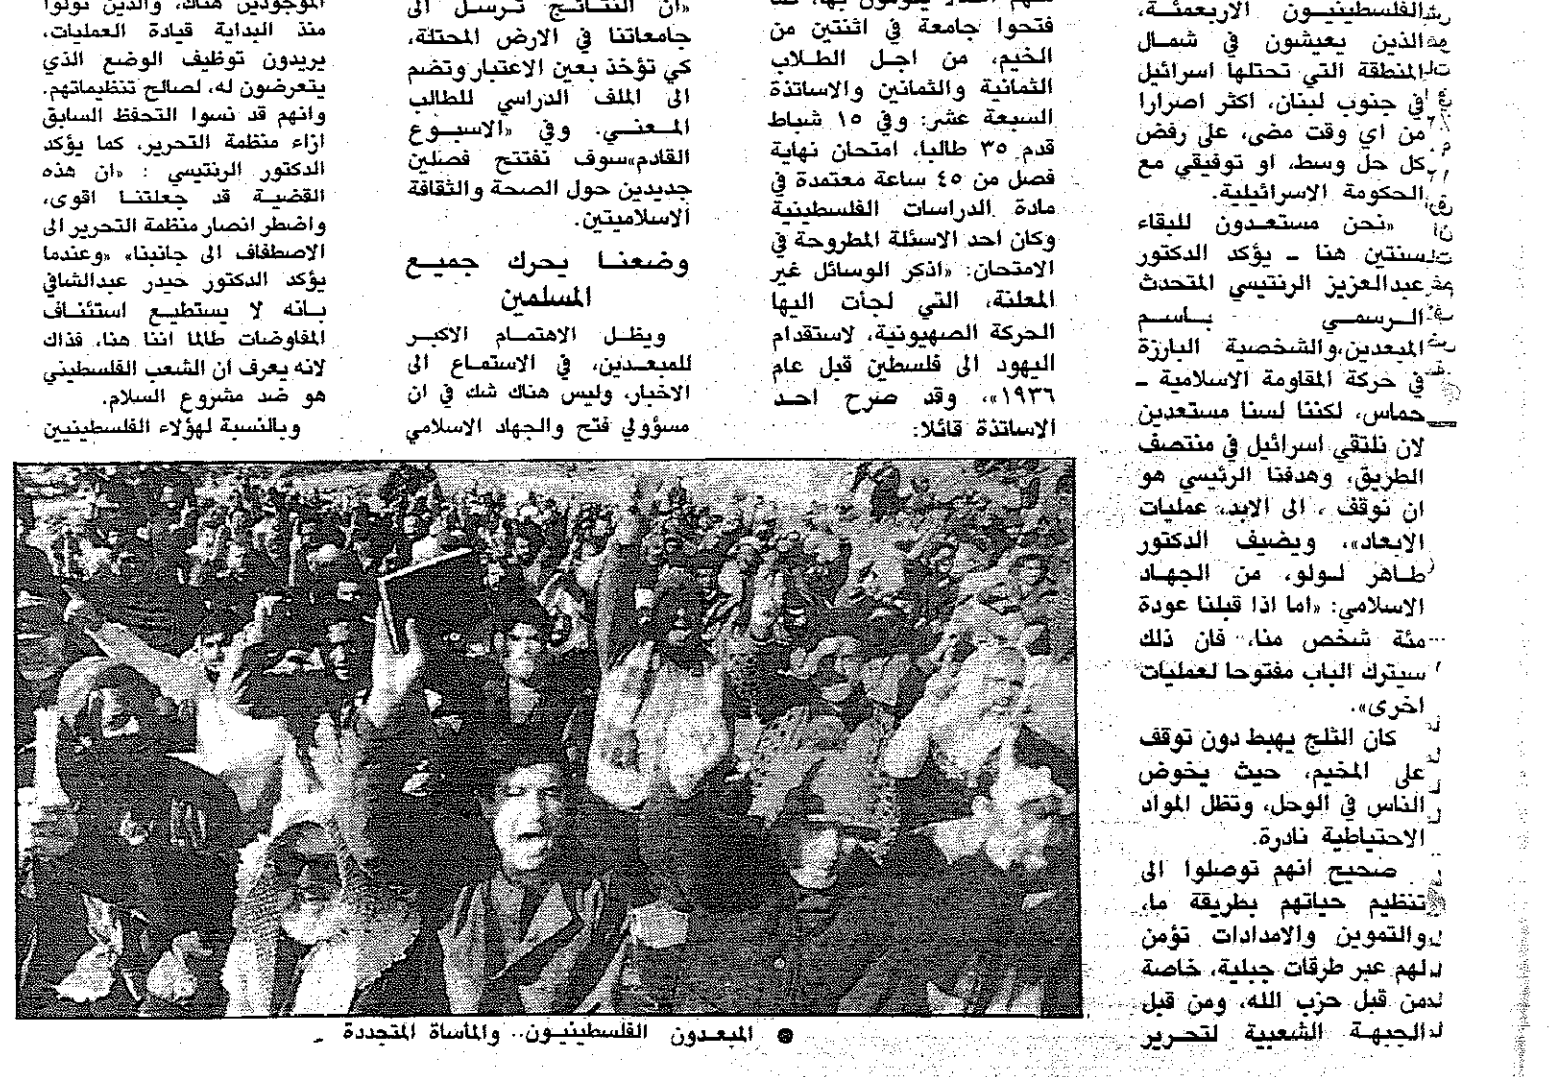 الفلسطينيون الاربعمئة،
الذين يعيشون في شمال
المنطقة التي تحتلها اسرائيل
في جنوب لبنان، اكثر اصرارا
من اي وقت مضى، على رفض
كل حل وسط، او توفيقي مع
الحكومة الاسرائيلية.
«نحن مستعدون للبقاء
سنتين هنا ـ يؤكد الدكتور
عبدالعزيز الرنتيسي المتحدث
الرسمي باسم
المبعدين،والشخصية البارزة
في حركة المقاومة الاسلامية ـ
حماس، لكننا لسنا مستعدين
لان نلتقي اسرائيل في منتصف
الطريق، وهدفنا الرئيسي هو
ان نوقف ، الى الابد، عمليات
الابعاد»، ويضيف الدكتور
طاهر لولو، من الجهاد
الاسلامي: «اما اذا قبلنا عودة
مئة شخص منا، فان ذلك
سيترك الباب مفتوحا لعمليات
اخرى».
كان الثلج يهبط دون توقف
على المخيم، حيث يخوض
الناس في الوحل، وتظل المواد
الاحتياطية نادرة.
صحيح انهم توصلوا الى
تنظيم حياتهم بطريقة ما،
والتموين والامدادات تؤمن
لهم عبر طرقات جبلية، خاصة
من قبل حزب الله، ومن قبل
الجبهة الشعبية لتحرير
فتحوا جامعة في اثنتين من
الخيم، من اجل الطلاب
الثمانية والثمانين والاساتذة
السبعة عشر: وفي ١٥ شباط
قدم ٣٥ طالبا، امتحان نهاية
فصل من ٤٥ ساعة معتمدة في
مادة الدراسات الفلسطينية
وكان احد الاسئلة المطروحة في
الامتحان: «اذكر الوسائل غير
المعلنة، التي لجأت اليها
الحركة الصهيونية، لاستقدام
اليهود الى فلسطين قبل عام
١٩٣٦»، وقد صرح احد
الاساتذة قائلا:
«ان النتائج ترسل الى
جامعاتنا في الارض المحتلة،
كي تؤخذ بعين الاعتبار وتضم
الى الملف الدراسي للطالب
المعني. وفي «الاسبوع
القادم»سوف نفتتح فصلين
جديدين حول الصحة والثقافة
الاسلاميتين.
وضعنا يحرك جميع
المسلمين
ويظل الاهتمام الاكبر
للمبعدين، في الاستماع الى
الاخبار، وليس هناك شك في ان
مسؤولي فتح والجهاد الاسلامي
الموجودين هناك، والذين تولوا
منذ البداية قيادة العمليات،
يريدون توظيف الوضع الذي
يتعرضون له، لصالح تنظيماتهم.
وانهم قد نسوا التحفظ السابق
ازاء منظمة التحرير، كما يؤكد
الدكتور الرنتيسي : «ان هذه
القضية قد جعلتنا اقوى،
واضطر انصار منظمة التحرير الى
الاصطفاف الى جانبنا» «وعندما
يؤكد الدكتور حيدر عبدالشافي
بانه لا يستطيع استئناف
المفاوضات طالما اننا هنا، فذاك
لانه يعرف ان الشعب الفلسطيني
هو ضد مشروع السلام.
وبالنسبة لهؤلاء الفلسطينيين
● المبعدون الفلسطينيون.. والمأساة المتجددة ـ